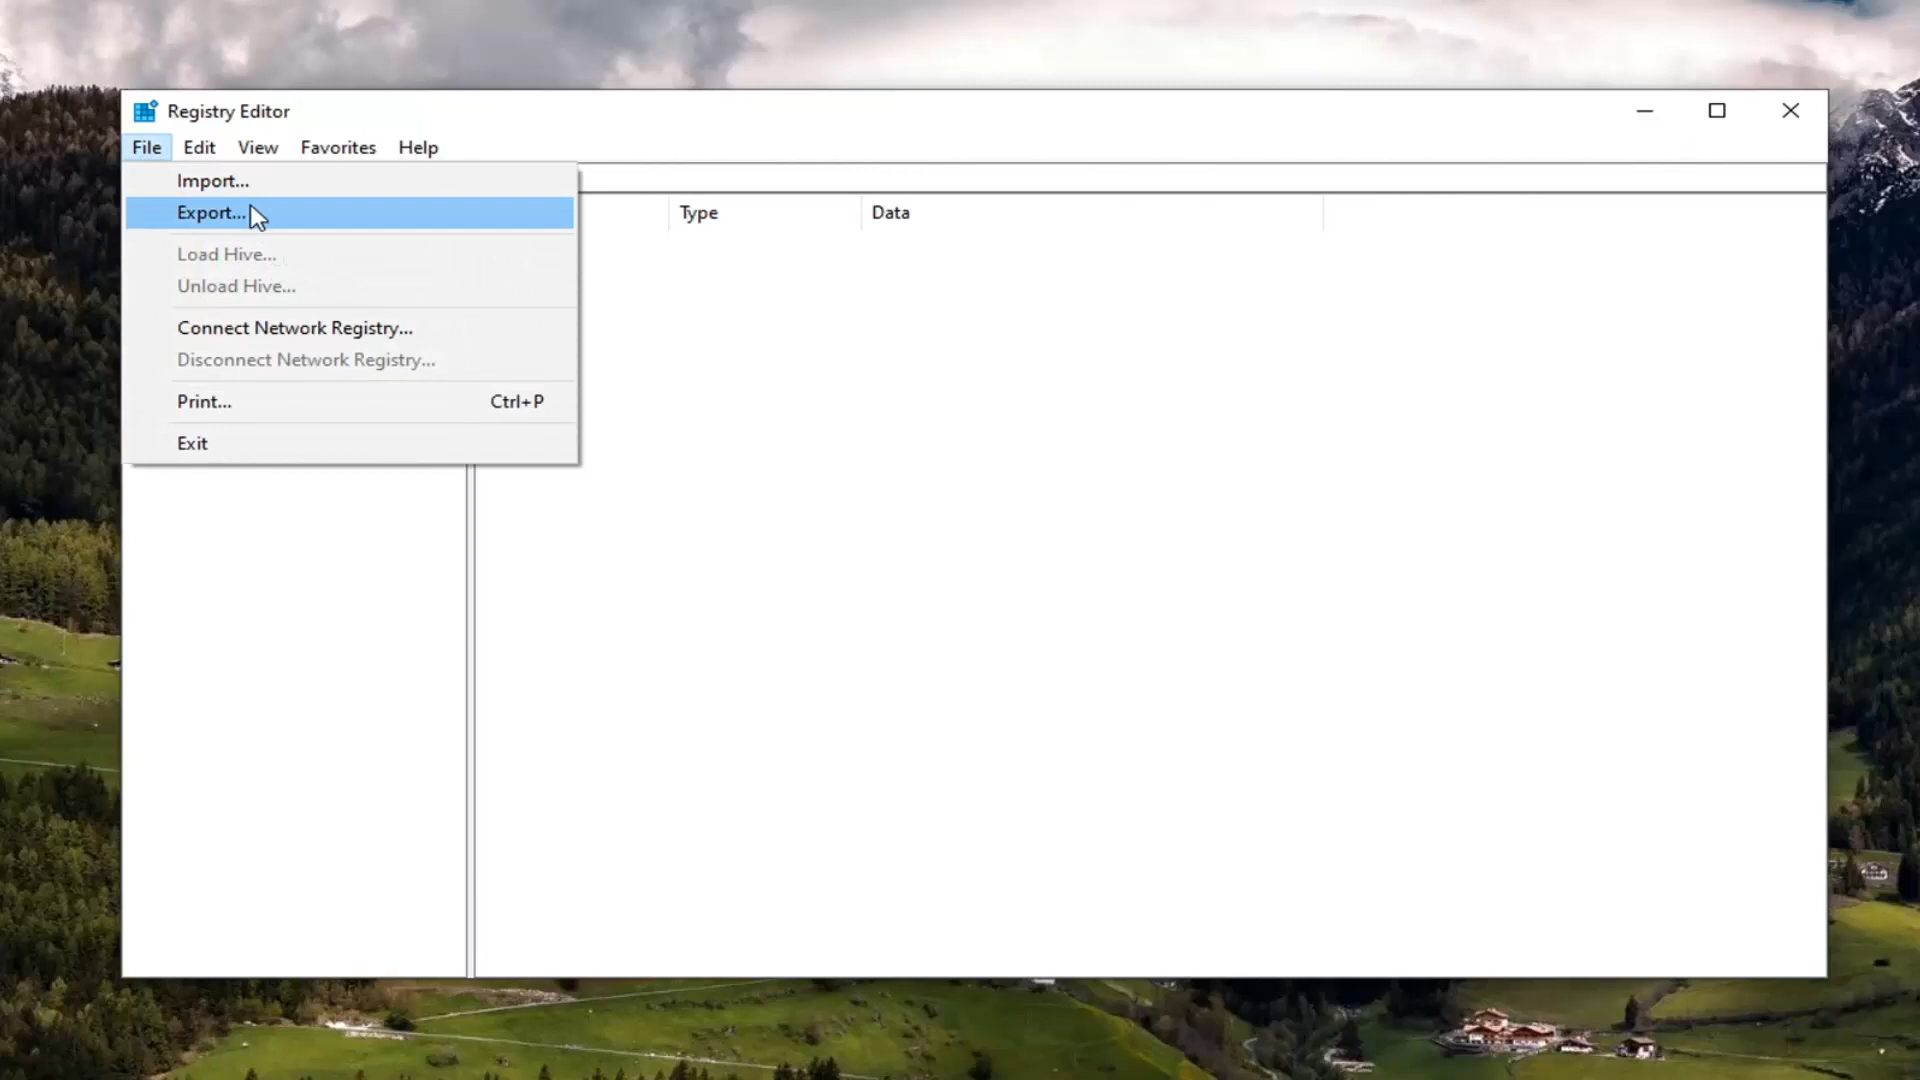 Registry Editor
File Edit View Favorites Help
Import...
Export...
Type Data
Load Hive...
Unload Hive...
Connect Network Registry...
Disconnect Network Registry...
Print... Ctrl+P
Exit